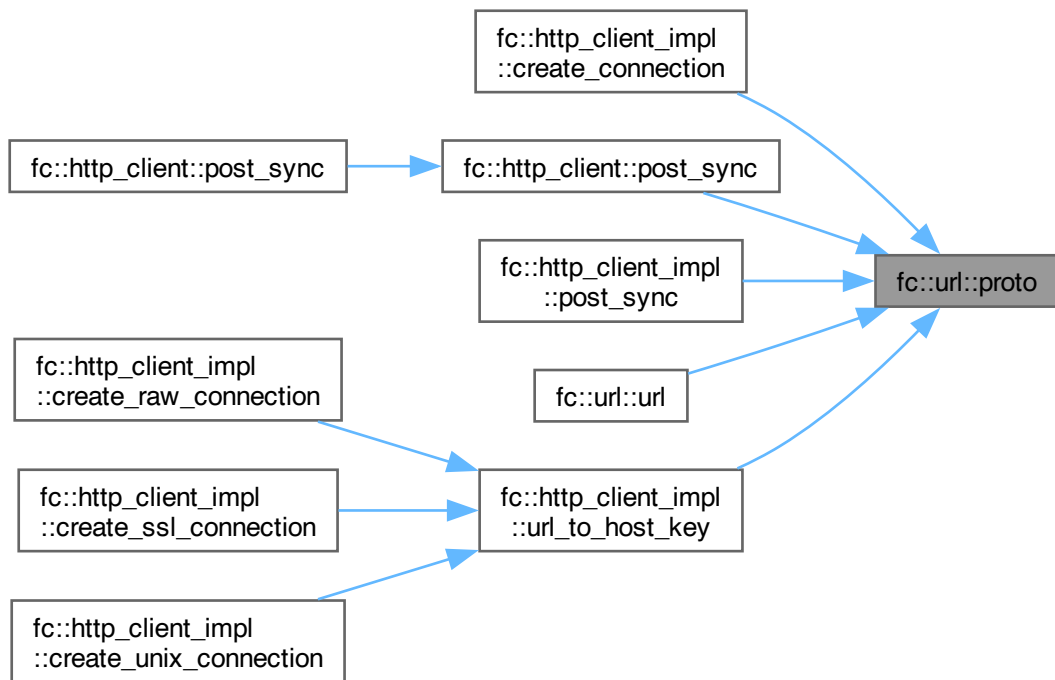 fc::http_client_impl
::create_connection
fc::http_client::post_sync
fc::http_client::post_sync
fc::http_client_impl
::post_sync
fc::url::proto
fc::http_client_impl
::create_raw_connection
fc::url::url
fc::http_client_impl
::create_ssl_connection
fc::http_client_impl
::url_to_host_key
fc::http_client_impl
::create_unix_connection